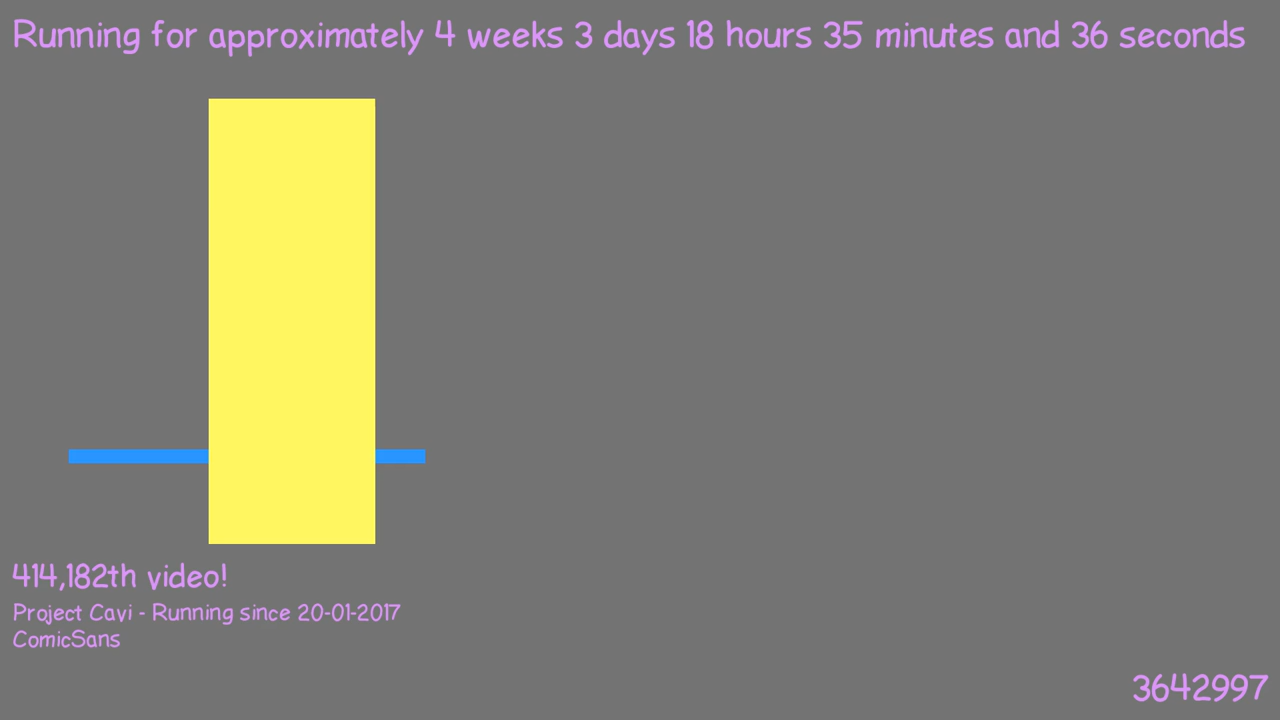 Running for approximately 4 weeks 3 days 18 hours 35 minutes and 36 seconds
414,182th video!
Project Cavi - Running since 20-01-2017
ComicSans
3642997